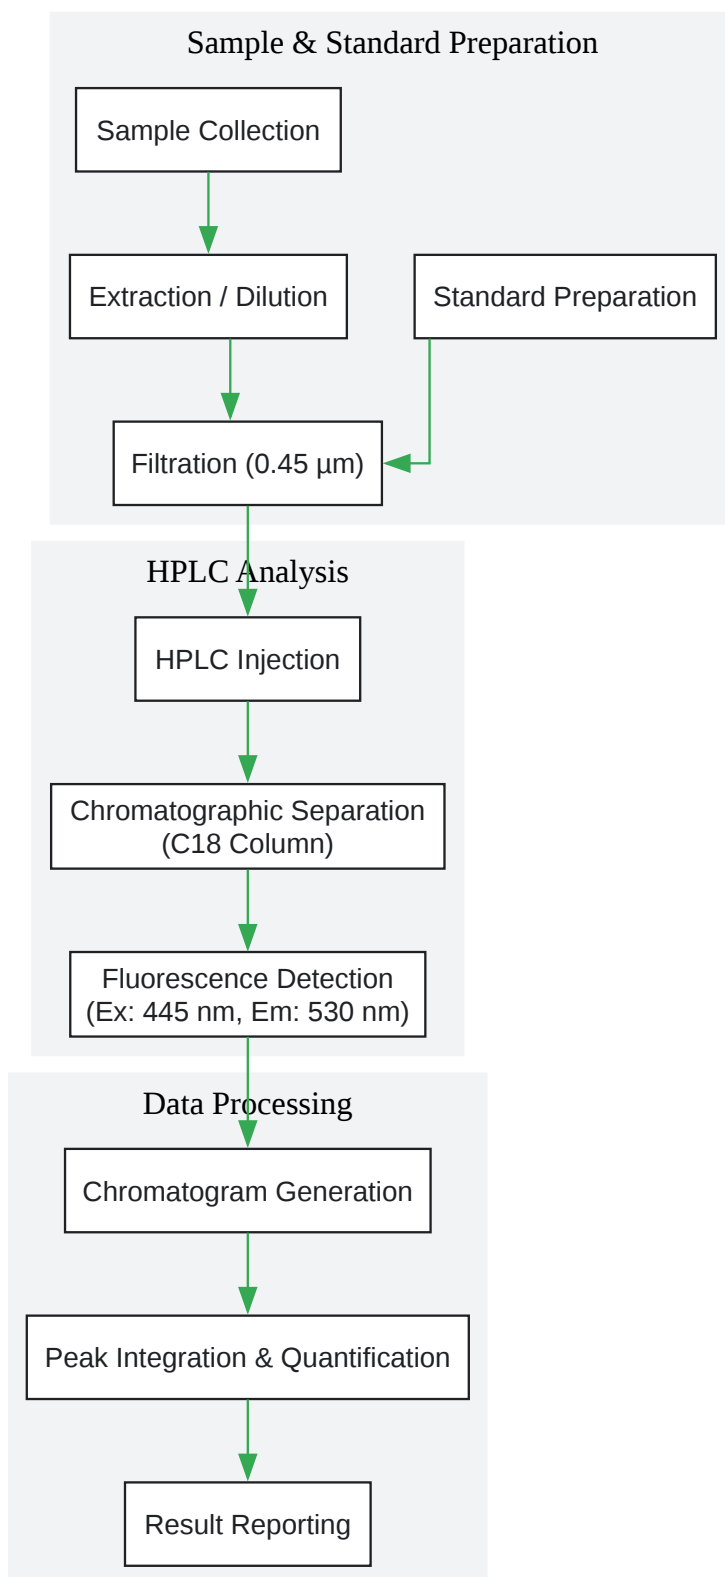 Sample & Standard Preparation
Sample Collection
Extraction / Dilution
Standard Preparation
Filtration (0.45 µm)
HPLC Analysis
HPLC Injection
Chromatographic Separation
(C18 Column)
Fluorescence Detection
(Ex: 445 nm, Em: 530 nm)
Data Processing
Chromatogram Generation
Peak Integration & Quantification
Result Reporting